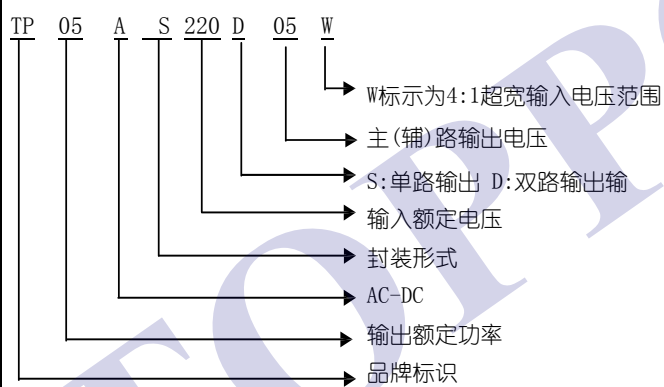 TP 05 A S 220 D 05 W
W标示为4:1超宽输入电压范围
主(辅)路输出电压
S:单路输出 D:双路输出输
输入额定电压
封装形式
AC-DC
输出额定功率
品牌标识
TOPPO